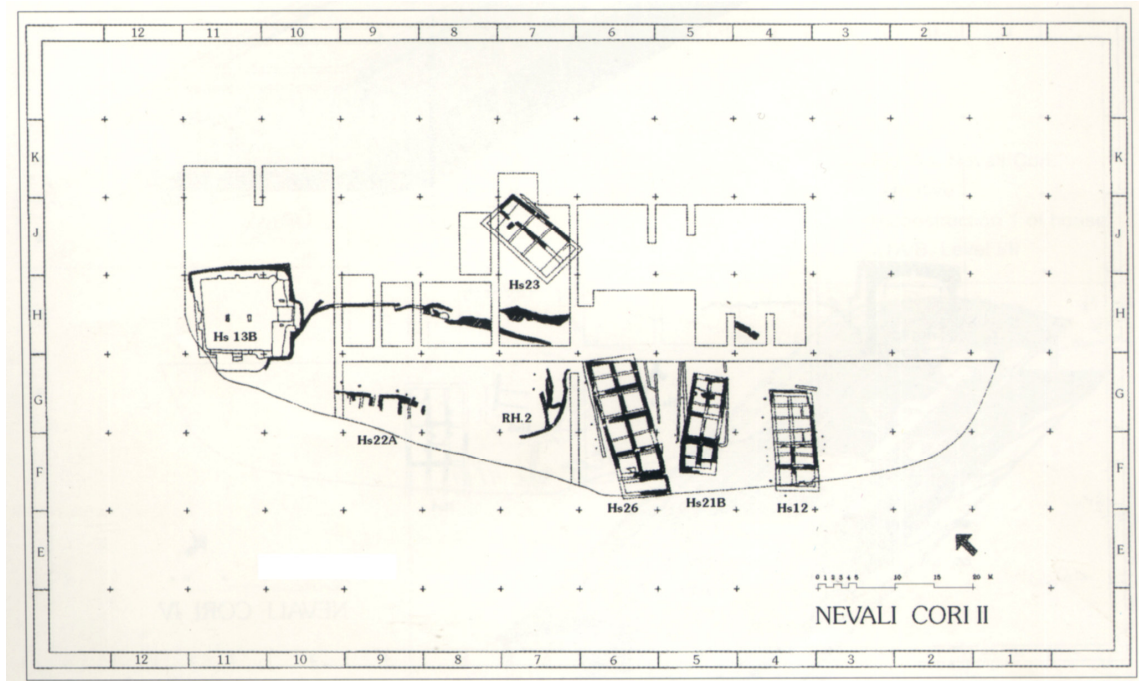 12 11 10 9 8 7 6 5 4 3 2 1
K K
J J
Hs23
H H
Hs 13B
G G
RH.2
Hs22A
F F
Hs26 Hs21B Hs12
E E
0 1 2 3 4 5 10 15 20 M
NEVALI CORI II
12 11 10 9 8 7 6 5 4 3 2 1